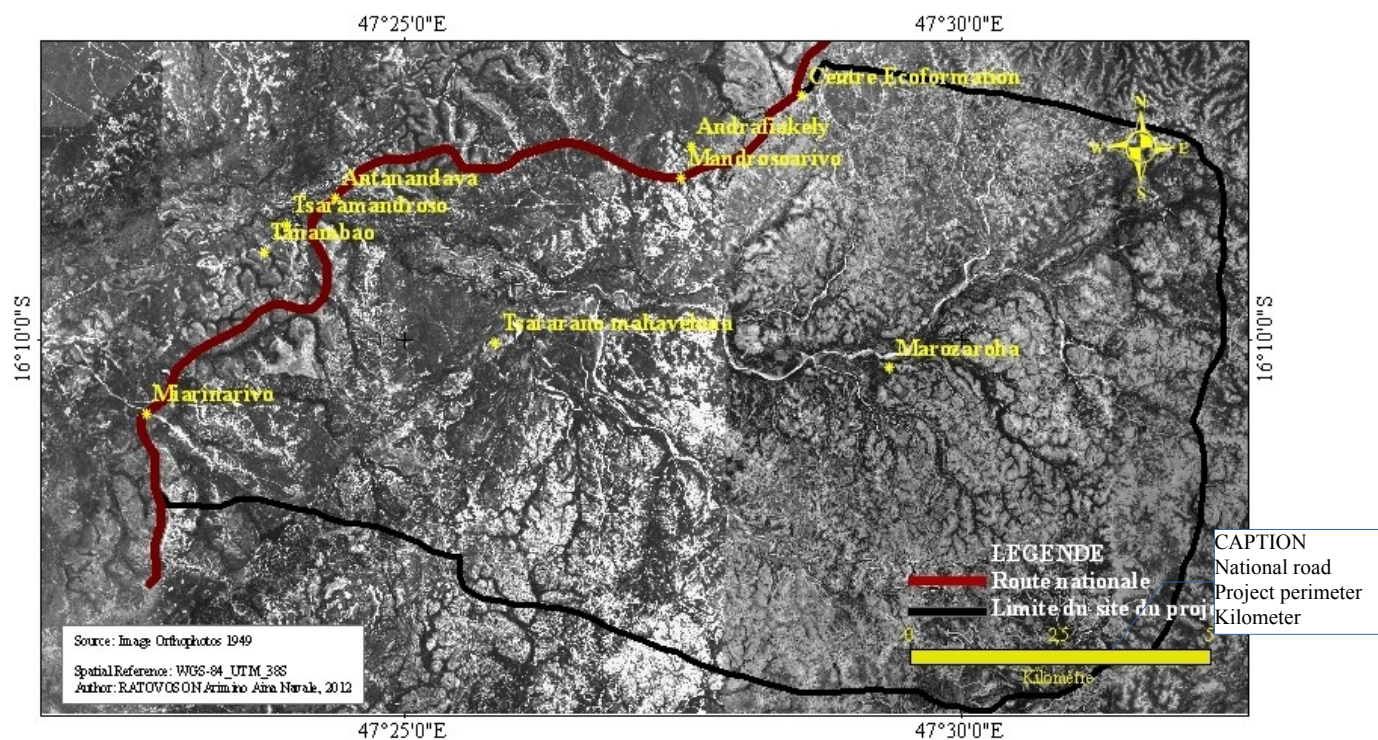 47°25'0"E
47°30'0"E
Centre Ecoformation
N
W E
S
Andrafiakely
Mandrosoarivo
Antanandava
Tsaramandroso
Tanambao
16°10'0"S
16°10'0"S
Tsararano mahavelona
Marozaroha
Miarinarivo
LEGENDE
Route nationale
Limite du site du proj
0 2.5 5
Kilomètre
CAPTION
National road
Project perimeter
Kilometer
Source: Image Orthophotos 1949
Spatial Reference: WGS-84_UTM_38S
Author: RATOVOSON Arimino Aina Navale, 2012
47°25'0"E
47°30'0"E